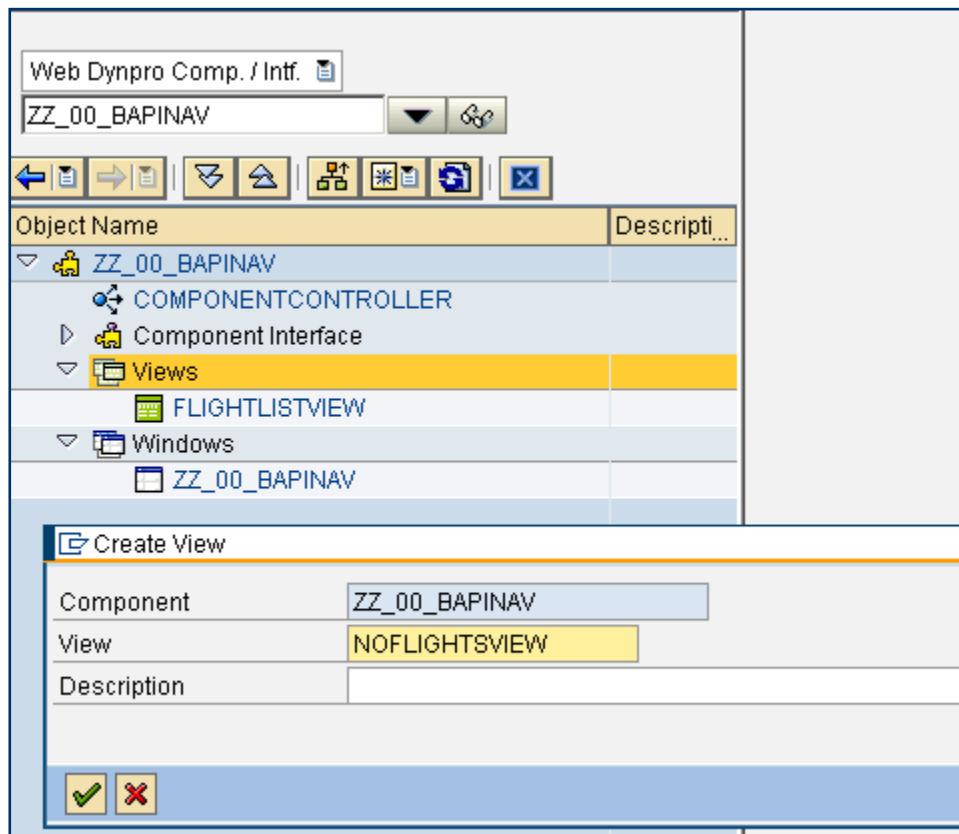 Web Dynpro Comp. / Intf.
ZZ_00_BAPINAV
Object Name Descripti...
ZZ_00_BAPINAV
COMPONENTCONTROLLER
Component Interface
Views
FLIGHTLISTVIEW
Windows
ZZ_00_BAPINAV
Create View
Component ZZ_00_BAPINAV
View NOFLIGHTSVIEW
Description